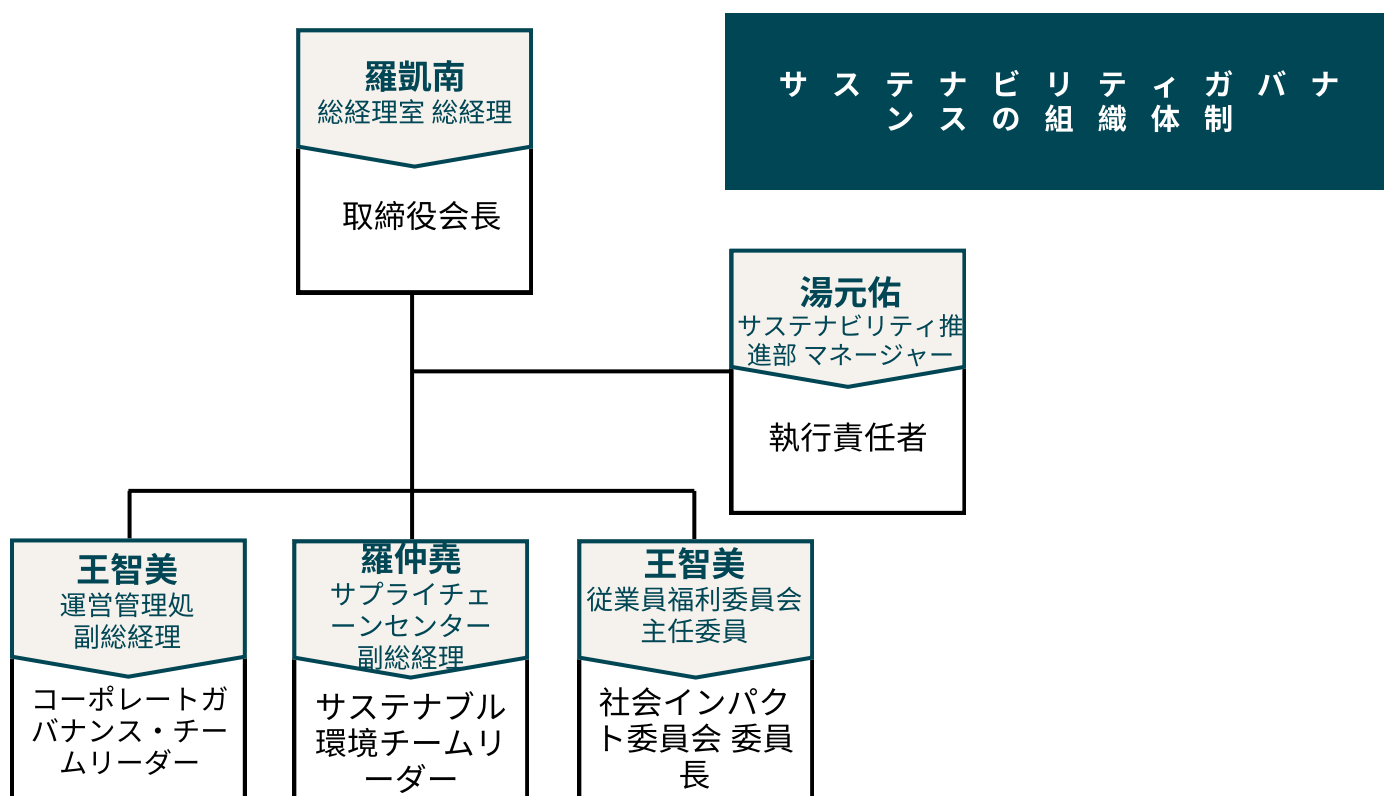 サステナビリティガバナ
ンスの組織体制
羅凱南
総経理室 総経理
取締役会長
湯元佑
サステナビリティ推
進部 マネージャー
執行責任者
王智美
運営管理処
副総経理
コーポレートガ
バナンス・チー
ムリーダー
羅仲堯
サプライチェ
ーンセンター
副総経理
サステナブル
環境チームリ
ーダー
王智美
従業員福利委員会
主任委員
社会インパク
ト委員会 委員
長